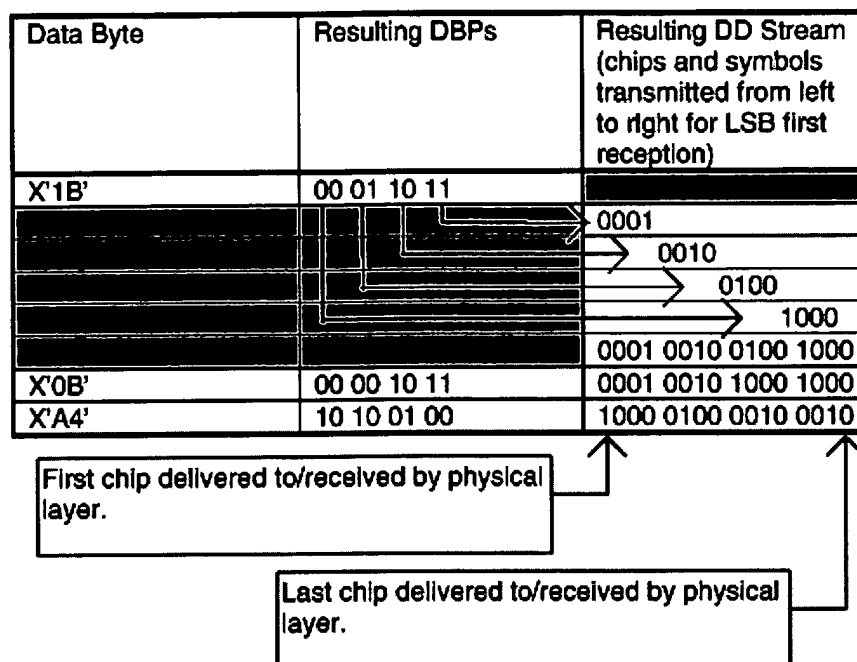 Data Byte
Resulting DBPs
Resulting DD Stream
(chips and symbols
transmitted from left
to right for LSB first
reception)
X'1B'
00 01 10 11
0001
0010
0100
1000
0001 0010 0100 1000
X'0B'
00 00 10 11
0001 0010 1000 1000
X'A4'
10 10 01 00
1000 0100 0010 0010
First chip delivered to/received by physical
layer.
Last chip delivered to/received by physical
layer.